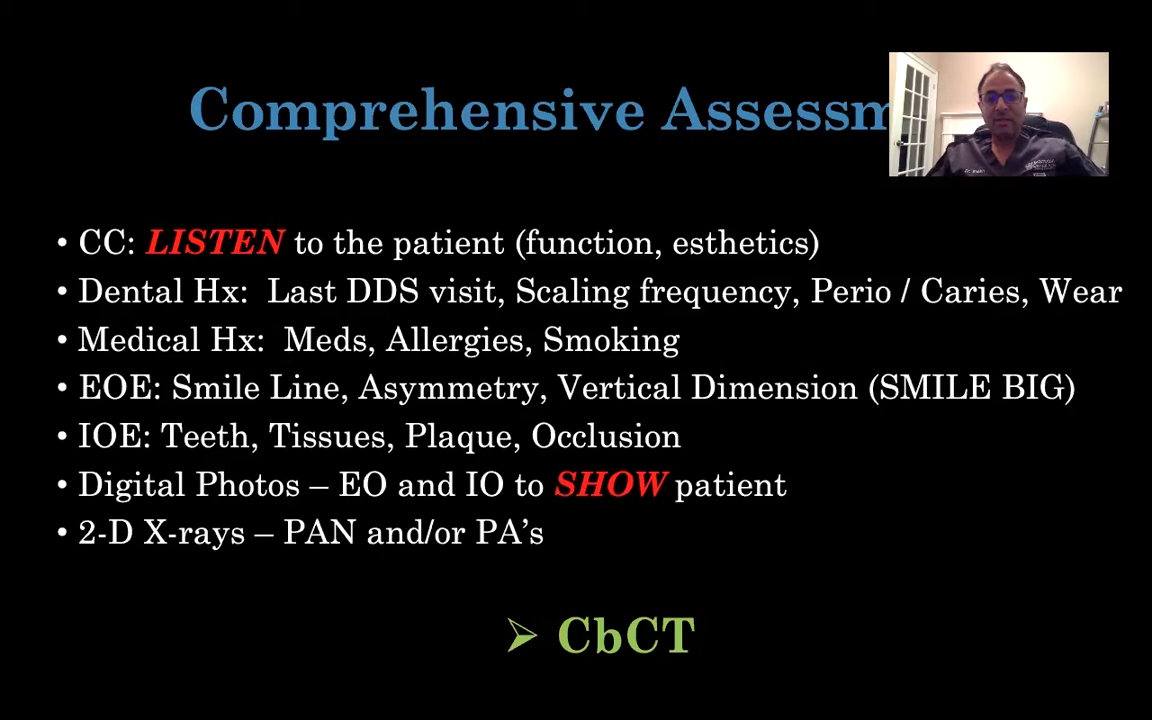 Comprehensive Assessm
• CC: LISTEN to the patient (function, esthetics)
• Dental Hx:  Last DDS visit, Scaling frequency, Perio / Caries, Wear
• Medical Hx:  Meds, Allergies, Smoking
• EOE: Smile Line, Asymmetry, Vertical Dimension (SMILE BIG)
• IOE: Teeth, Tissues, Plaque, Occlusion
• Digital Photos – EO and IO to SHOW patient
• 2-D X-rays – PAN and/or PA’s
➢ CbCT